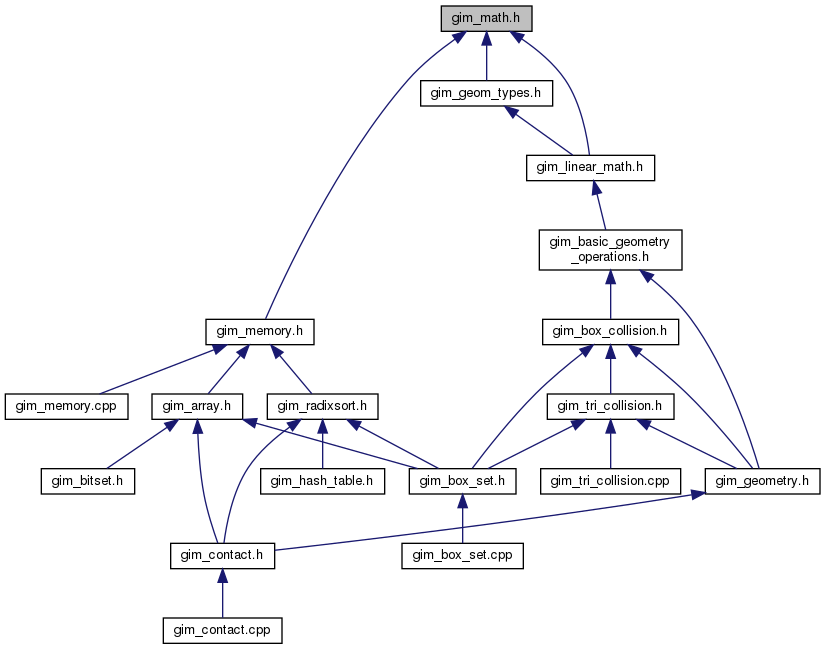 gim_math.h
gim_geom_types.h
gim_linear_math.h
gim_basic_geometry
_operations.h
gim_memory.h
gim_box_collision.h
gim_memory.cpp
gim_array.h
gim_radixsort.h
gim_tri_collision.h
gim_bitset.h
gim_hash_table.h
gim_box_set.h
gim_tri_collision.cpp
gim_geometry.h
gim_contact.h
gim_box_set.cpp
gim_contact.cpp